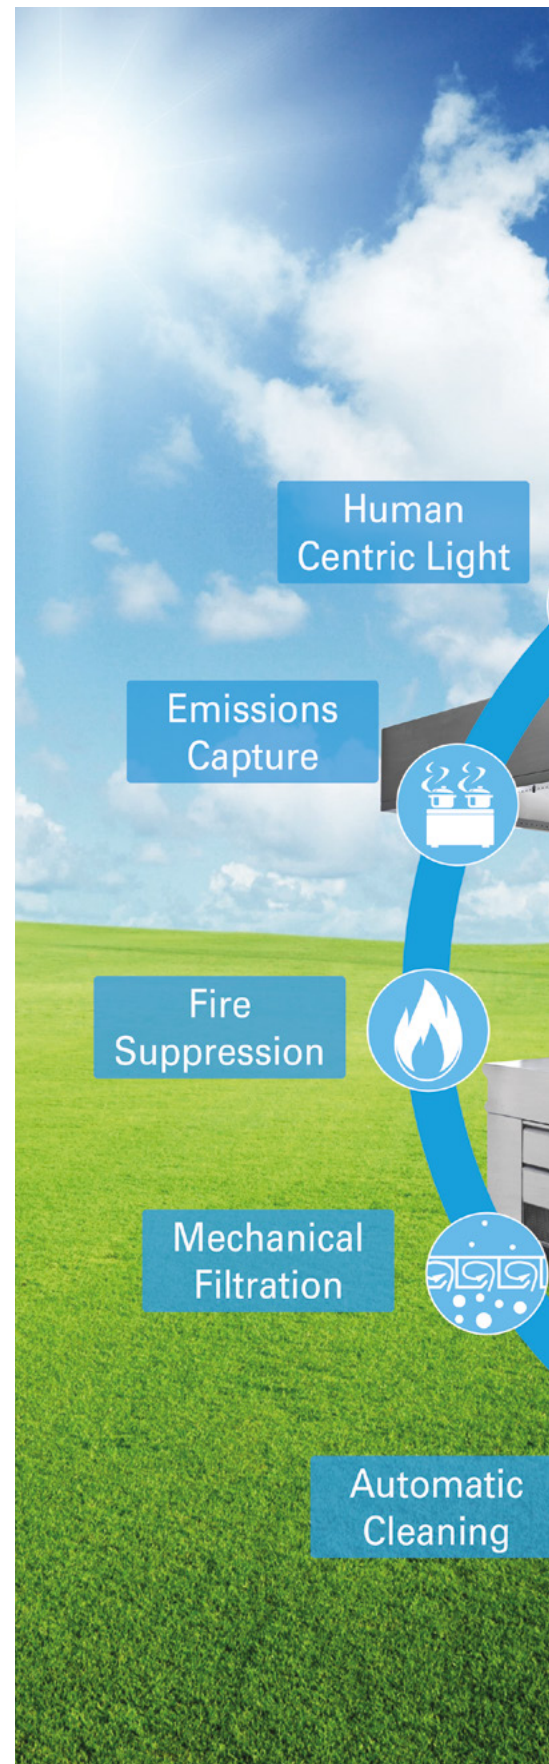 Human
Centric Light
Emissions
Capture
Fire
Suppression
Mechanical
Filtration
Automatic
Cleaning